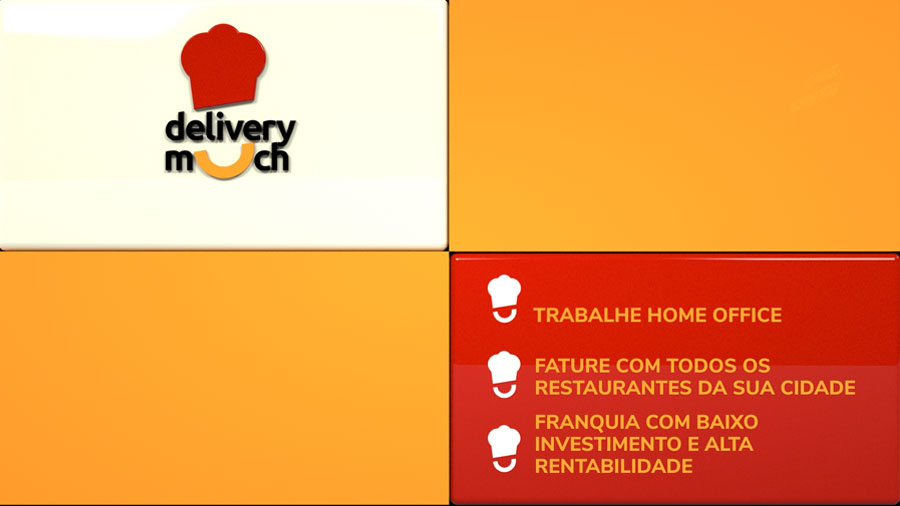 delivery
much
TRABALHE HOME OFFICE
FATURE COM TODOS OS
RESTAURANTES DA SUA CIDADE
FRANQUIA COM BAIXO
INVESTIMENTO E ALTA
RENTABILIDADE